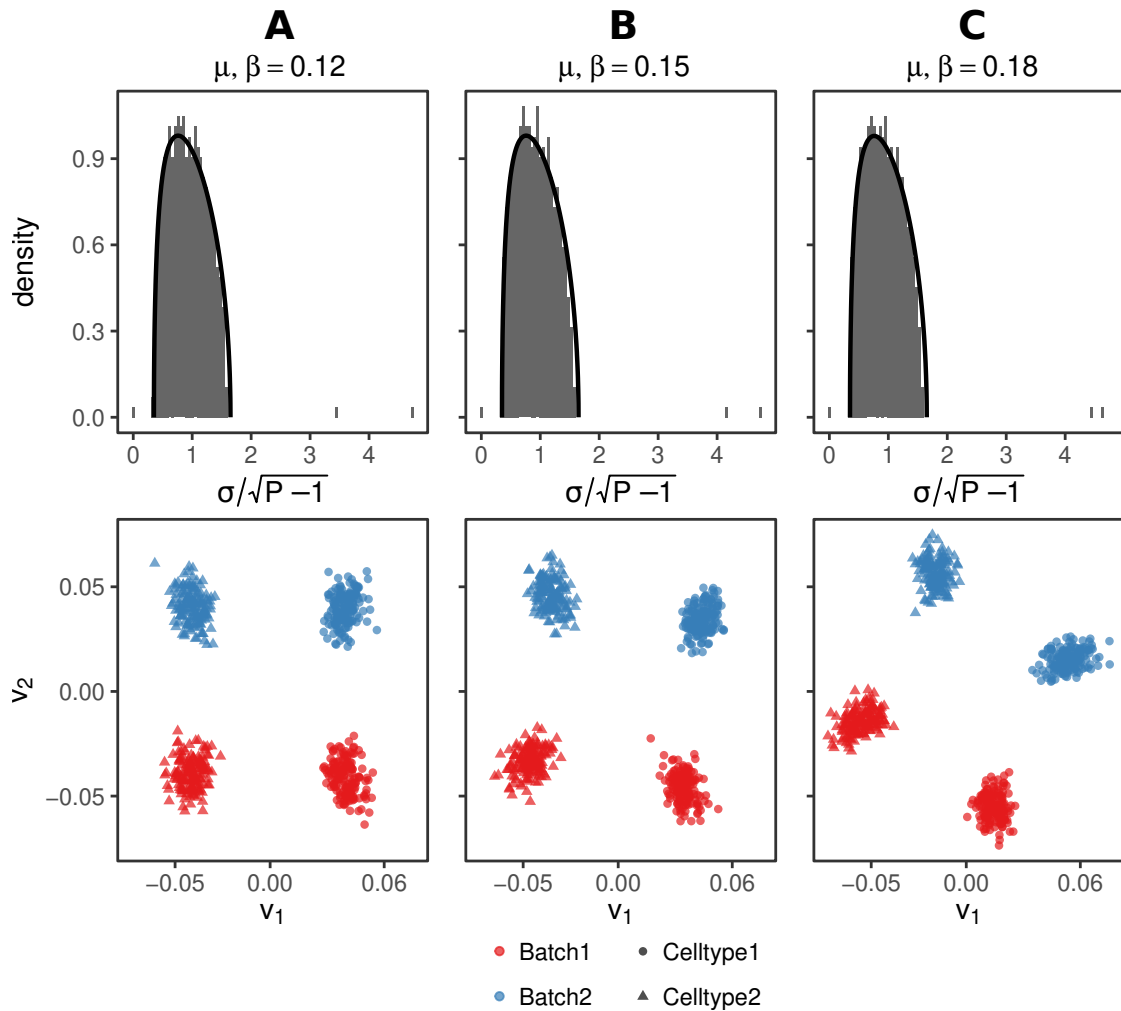 A B C
μ, β = 0.12 μ, β = 0.15 μ, β = 0.18
density
0.9
0.6
0.3
0.0
0 1 2 3 4 0 1 2 3 4 0 1 2 3 4
σ/√P − 1 σ/√P − 1 σ/√P − 1
v2
0.05
0.00
−0.05
−0.05 0.00 0.06 −0.05 0.00 0.06 −0.05 0.00 0.06
v1 v1 v1
Batch1 Celltype1
Batch2 Celltype2